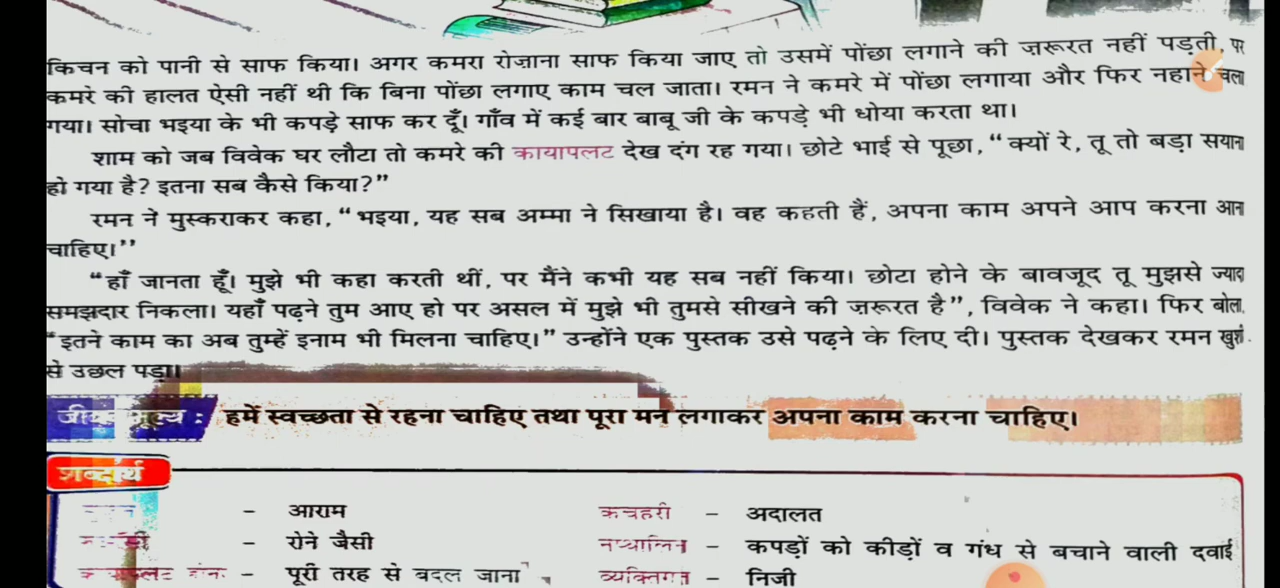 किचन को पानी से साफ किया। अगर कमरा रोज़ाना साफ किया जाए तो उसमें पोंछा लगाने की ज़रूरत नहीं पड़ती, पर
कमरे की हालत ऐसी नहीं थी कि बिना पोंछा लगाए काम चल जाता। रमन ने कमरे में पोंछा लगाया और फिर नहाने चला
गया। सोचा भइया के भी कपड़े साफ कर दूँ। गाँव में कई बार बाबू जी के कपड़े भी धोया करता था।
शाम को जब विवेक घर लौटा तो कमरे की कायापलट देख दंग रह गया। छोटे भाई से पूछा, “क्यों रे, तू तो बड़ा सयाना
हो गया है? इतना सब कैसे किया?”
रमन ने मुस्कराकर कहा, “भइया, यह सब अम्मा ने सिखाया है। वह कहती हैं, अपना काम अपने आप करना आना
चाहिए।”
“हाँ जानता हूँ। मुझे भी कहा करती थीं, पर मैंने कभी यह सब नहीं किया। छोटा होने के बावजूद तू मुझसे ज्यादा
समझदार निकला। यहाँ पढ़ने तुम आए हो पर असल में मुझे भी तुमसे सीखने की ज़रूरत है”, विवेक ने कहा। फिर बोला,
“इतने काम का अब तुम्हें इनाम भी मिलना चाहिए।” उन्होंने एक पुस्तक उसे पढ़ने के लिए दी। पुस्तक देखकर रमन खुशी
से उछल पड़ा।
मूल्य : हमें स्वच्छता से रहना चाहिए तथा पूरा मन लगाकर अपना काम करना चाहिए।
शब्दार्थ
– आराम कचहरी – अदालत
– रोने जैसी नप्थालिन – कपड़ों को कीड़ों व गंध से बचाने वाली दवाई
– पूरी तरह से बदल जाना व्यक्तिगत – निजी